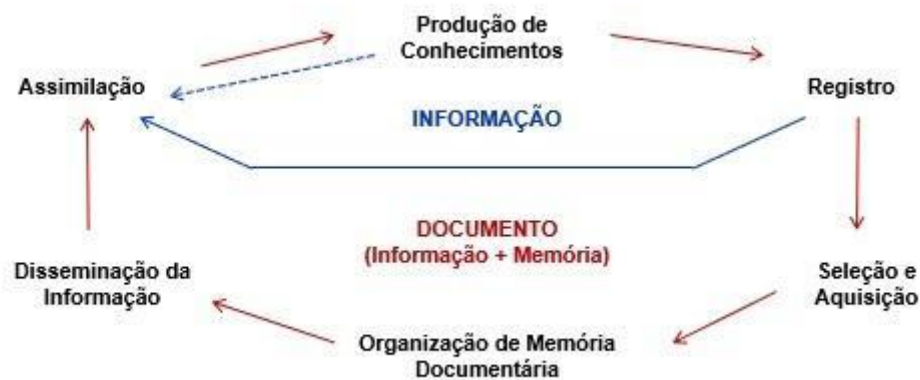 Produção de
Conhecimentos
Assimilação
Registro
INFORMAÇÃO
DOCUMENTO
(Informação + Memória)
Disseminação da
Informação
Seleção e
Aquisição
Organização de Memória
Documentária